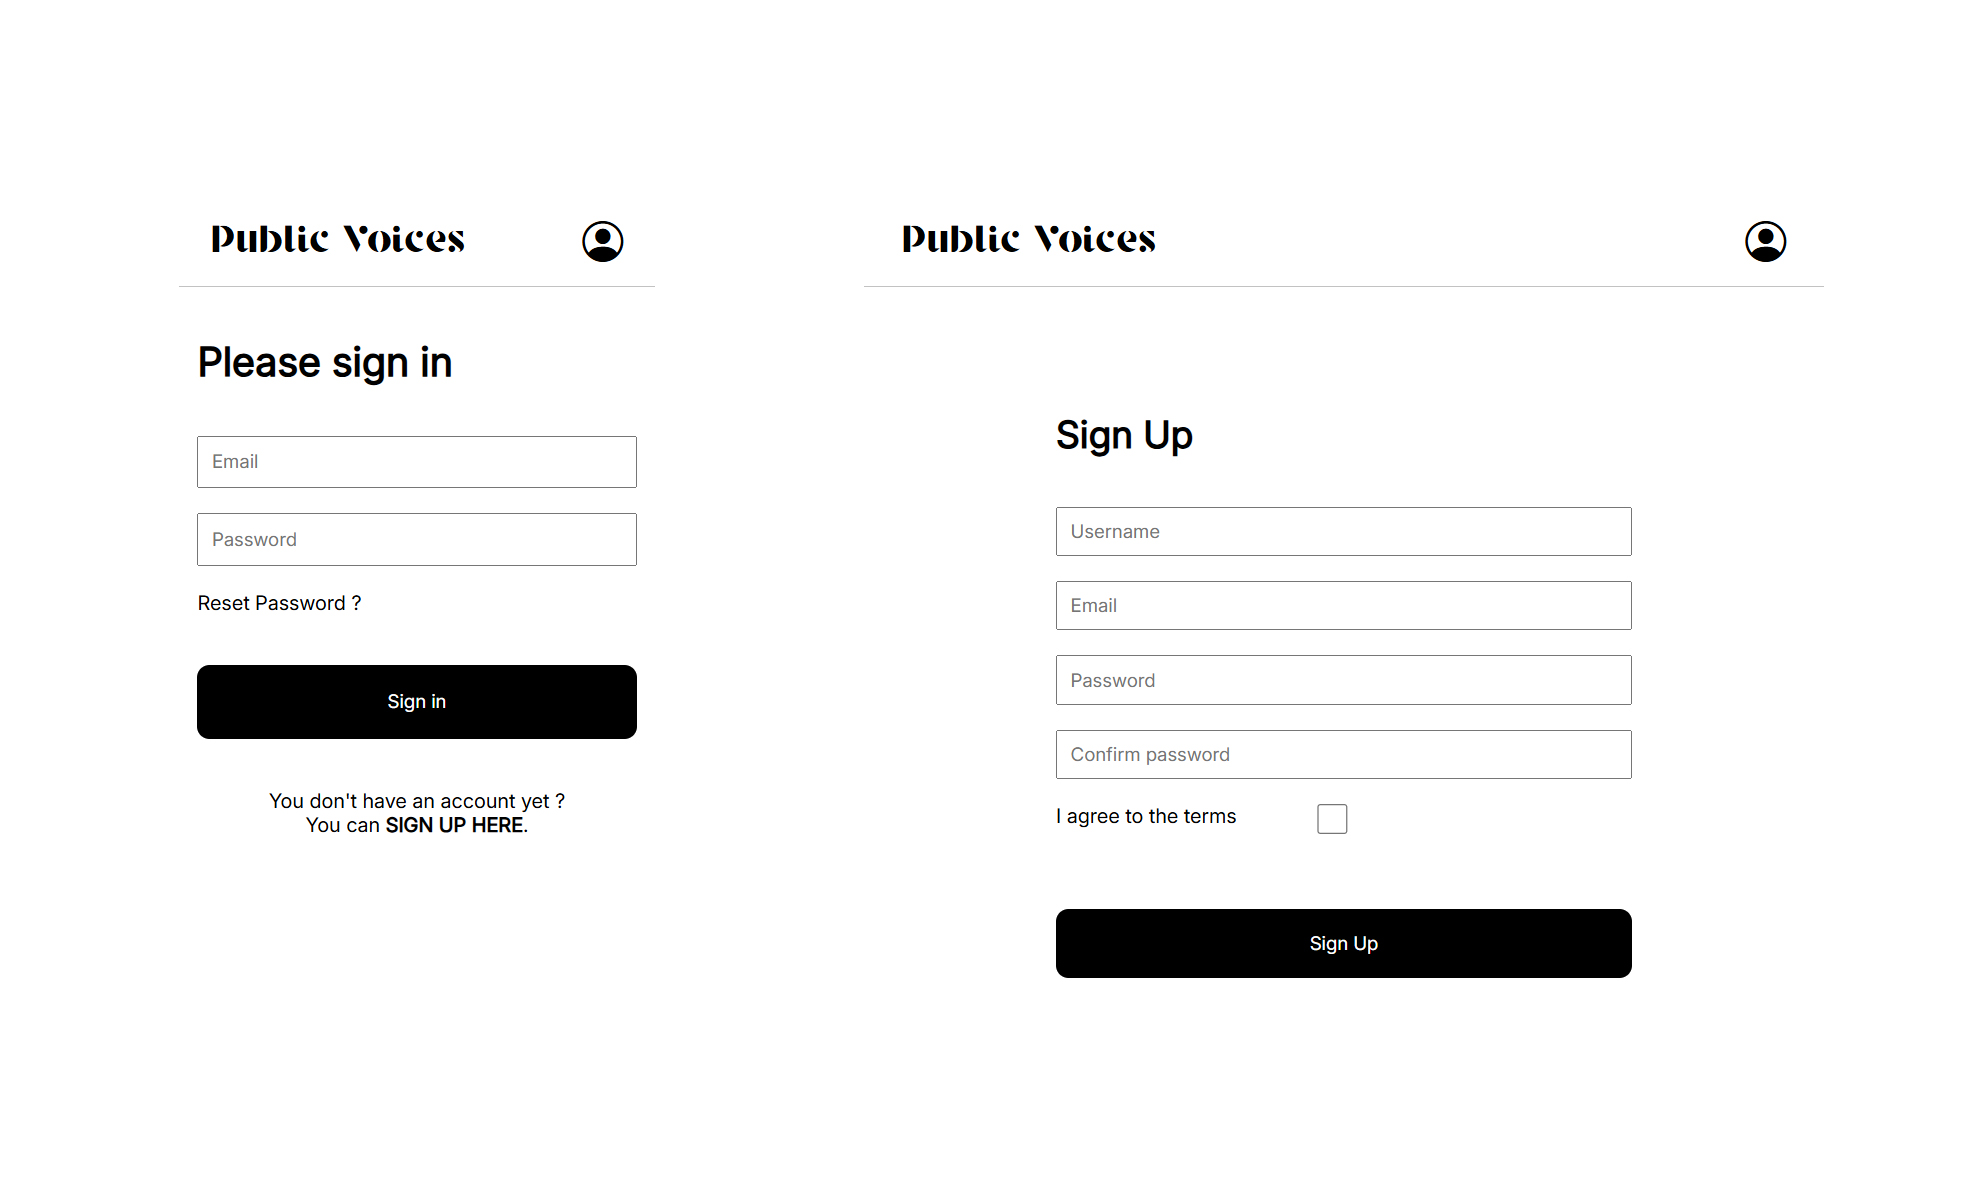 Public Voices
Please sign in
Email
Password
Reset Password ?
Sign in
You don't have an account yet ?
You can SIGN UP HERE.
Public Voices
Sign Up
Username
Email
Password
Confirm password
I agree to the terms
Sign Up